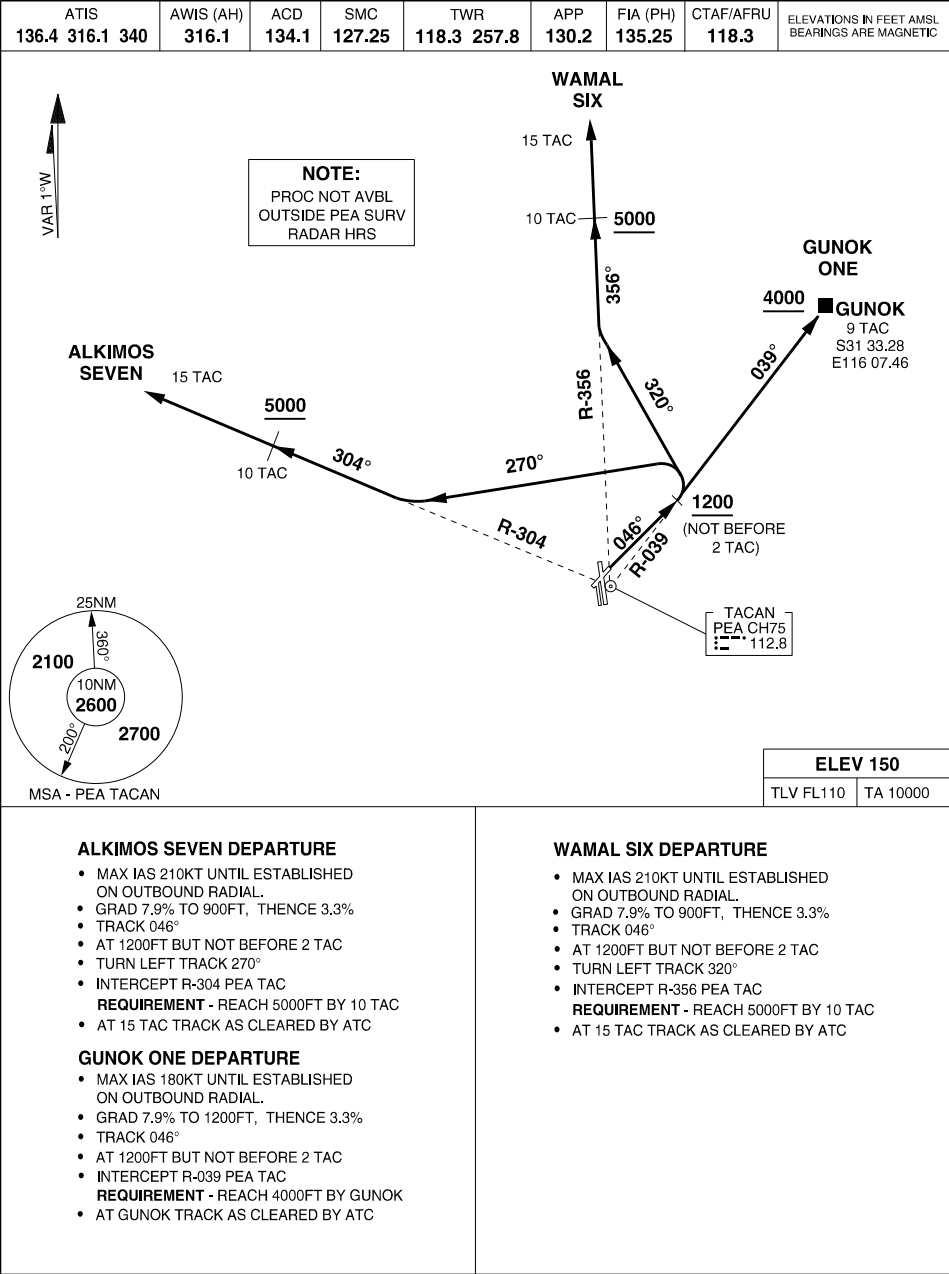 ATIS
136.4 316.1 340
AWIS (AH)
316.1
ACD
134.1
SMC
127.25
TWR
118.3 257.8
APP
130.2
FIA (PH)
135.25
CTAF/AFRU
118.3
ELEVATIONS IN FEET AMSL
BEARINGS ARE MAGNETIC
VAR 1°W
NOTE:
PROC NOT AVBL
OUTSIDE PEA SURV
RADAR HRS
WAMAL
SIX
15 TAC
10 TAC
5000
356°
R-356
320°
GUNOK
ONE
4000
GUNOK
9 TAC
S31 33.28
E116 07.46
039°
ALKIMOS
SEVEN
15 TAC
5000
10 TAC
304°
270°
R-304
046°
R-039
1200
(NOT BEFORE
2 TAC)
TACAN
PEA CH75
112.8
25NM
360°
2100
10NM
2600
2700
200°
MSA - PEA TACAN
ELEV 150
TLV FL110
TA 10000
ALKIMOS SEVEN DEPARTURE
• MAX IAS 210KT UNTIL ESTABLISHED
ON OUTBOUND RADIAL.
• GRAD 7.9% TO 900FT, THENCE 3.3%
• TRACK 046°
• AT 1200FT BUT NOT BEFORE 2 TAC
• TURN LEFT TRACK 270°
• INTERCEPT R-304 PEA TAC
REQUIREMENT - REACH 5000FT BY 10 TAC
• AT 15 TAC TRACK AS CLEARED BY ATC
GUNOK ONE DEPARTURE
• MAX IAS 180KT UNTIL ESTABLISHED
ON OUTBOUND RADIAL.
• GRAD 7.9% TO 1200FT, THENCE 3.3%
• TRACK 046°
• AT 1200FT BUT NOT BEFORE 2 TAC
• INTERCEPT R-039 PEA TAC
REQUIREMENT - REACH 4000FT BY GUNOK
• AT GUNOK TRACK AS CLEARED BY ATC
WAMAL SIX DEPARTURE
• MAX IAS 210KT UNTIL ESTABLISHED
ON OUTBOUND RADIAL.
• GRAD 7.9% TO 900FT, THENCE 3.3%
• TRACK 046°
• AT 1200FT BUT NOT BEFORE 2 TAC
• TURN LEFT TRACK 320°
• INTERCEPT R-356 PEA TAC
REQUIREMENT - REACH 5000FT BY 10 TAC
• AT 15 TAC TRACK AS CLEARED BY ATC